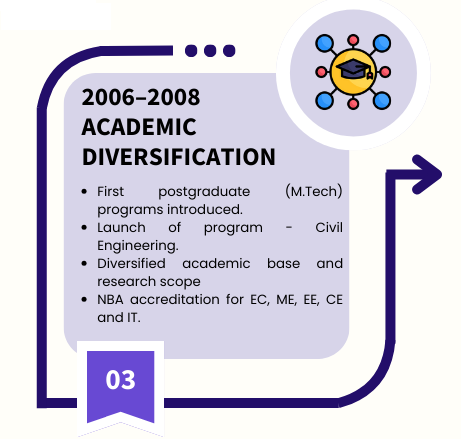 2006–2008
ACADEMIC
DIVERSIFICATION
• First postgraduate (M.Tech)
programs introduced.
• Launch of program - Civil
Engineering.
• Diversified academic base and
research scope
• NBA accreditation for EC, ME, EE, CE
and IT.
03